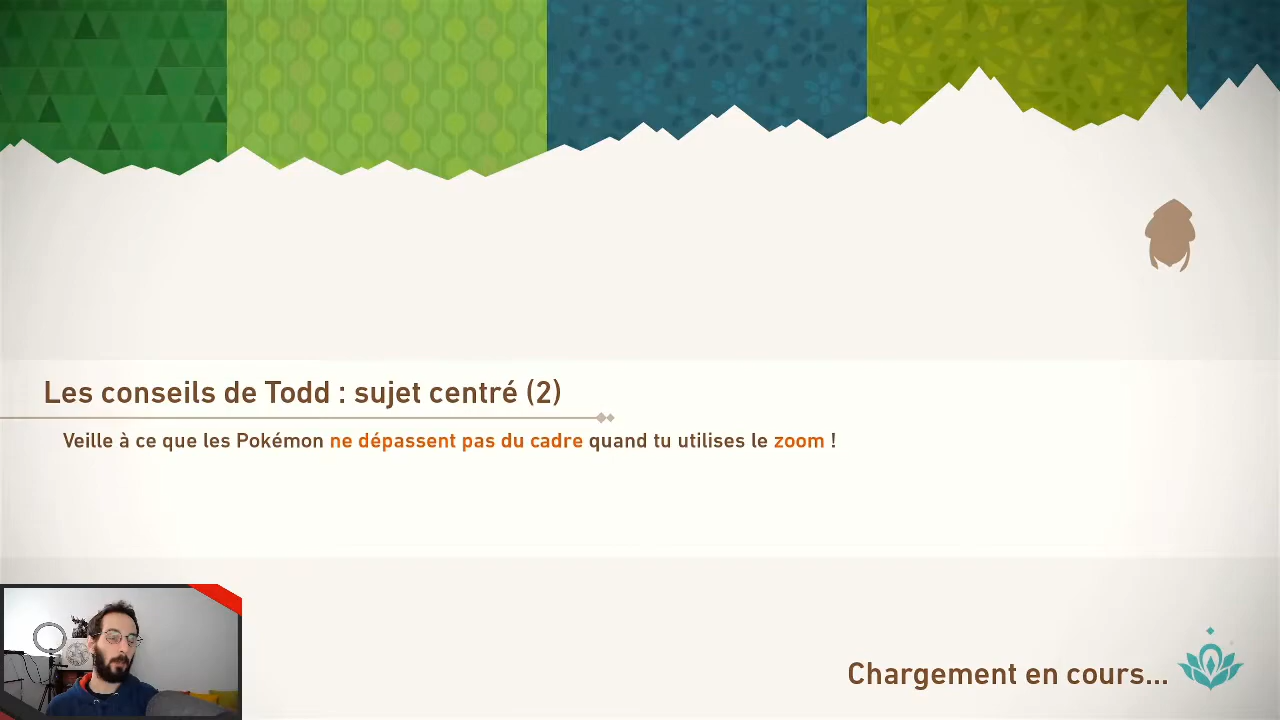 Les conseils de Todd : sujet centré (2)
Veille à ce que les Pokémon ne dépassent pas du cadre quand tu utilises le zoom !
Chargement en cours...